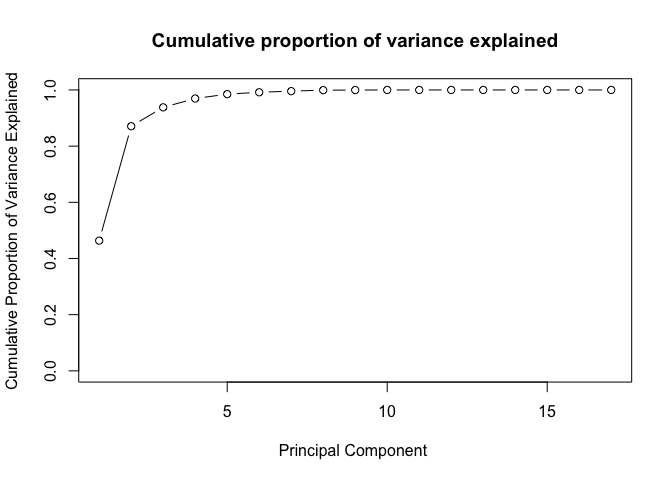 Cumulative proportion of variance explained
Cumulative Proportion of Variance Explained
1.0
0.8
0.6
0.4
0.2
0.0
5 10 15
Principal Component